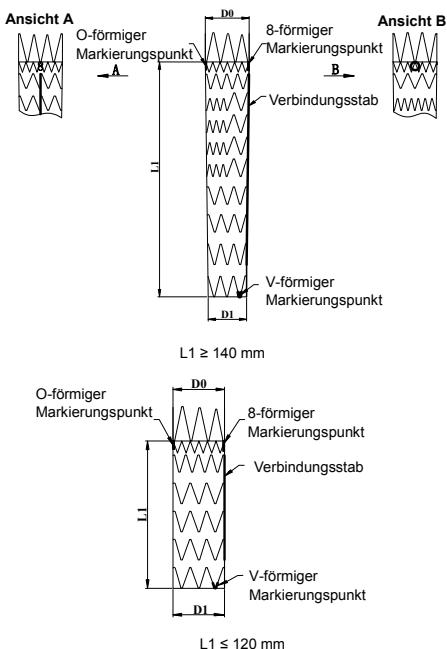 Ansicht A
D0
Ansicht B
O-förmiger
Markierungspunkt
8-förmiger
Markierungspunkt
A
B
Verbindungsstab
L1
V-förmiger
Markierungspunkt
D1
L1 ≥ 140 mm
D0
O-förmiger
Markierungspunkt
8-förmiger
Markierungspunkt
Verbindungsstab
L1
V-förmiger
Markierungspunkt
D1
L1 ≤ 120 mm